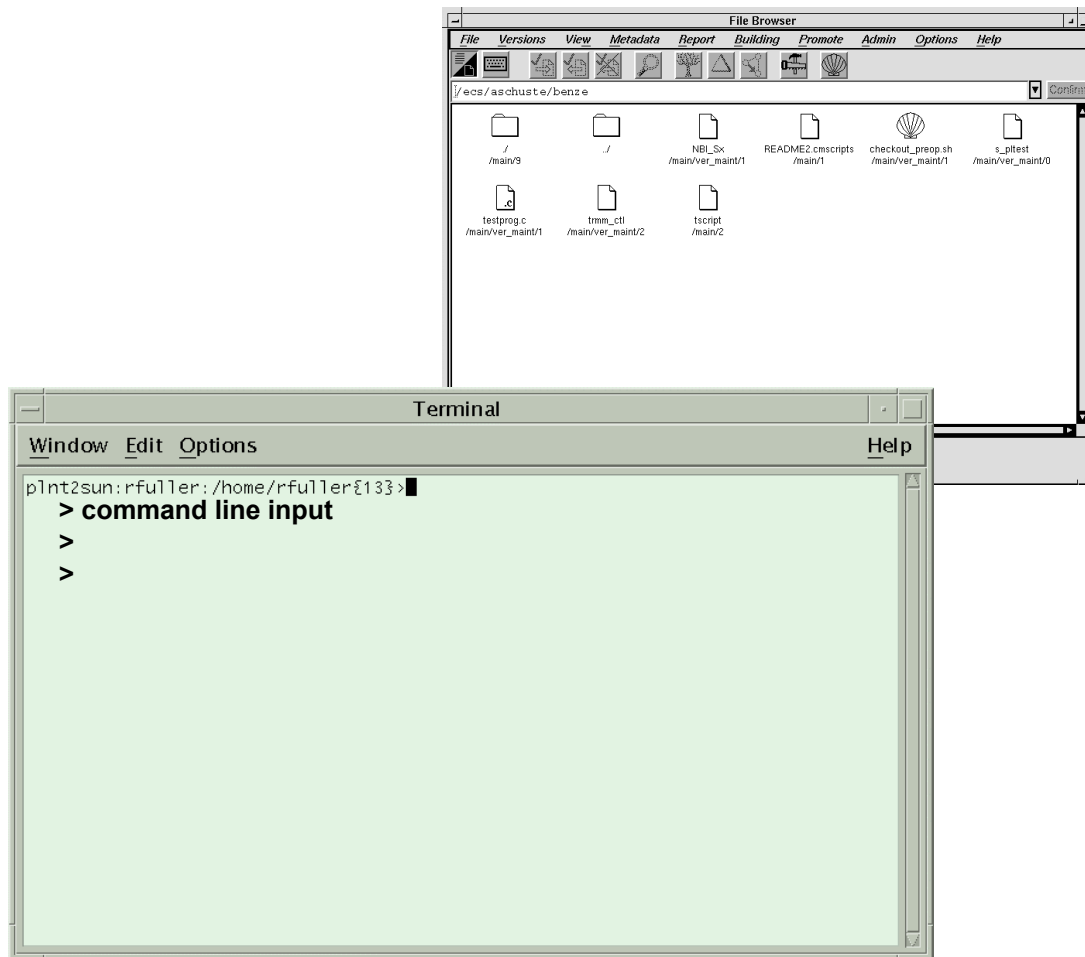 File Browser
File Versions View Metadata Report Building Promote Admin Options Help
/ecs/aschuste/benze Confirm
./ ../ NBI_Sx README2.cmscripts checkout_preop.sh s_pltest
/main/9 /main/ver_maint/1 /main/1 /main/ver_maint/1 /main/ver_maint/0
.c
testprog.c trmm_ctl tscript
/main/ver_maint/1 /main/ver_maint/2 /main/2
Terminal
Window Edit Options Help
plnt2sun:rfuller:/home/rfuller{13}>
> command line input
>
>